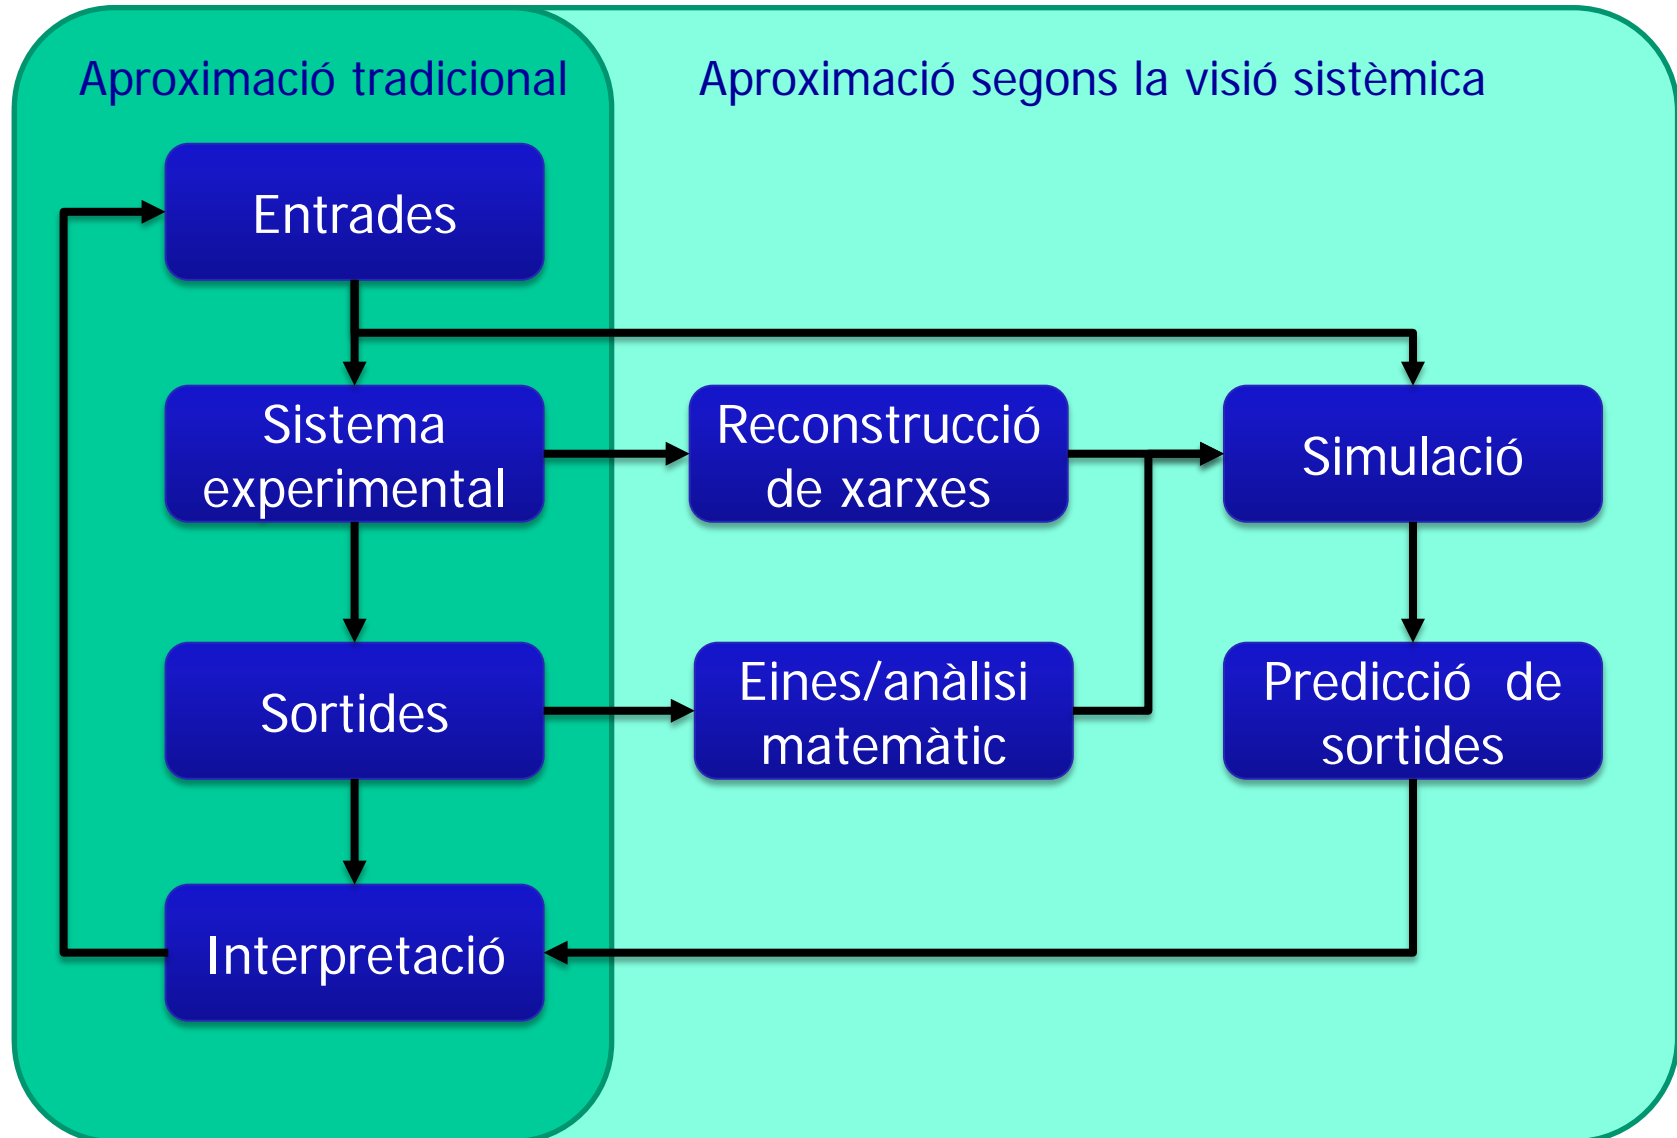 Aproximació tradicional
Aproximació segons la visió sistèmica
Entrades
Sistema
experimental
Reconstrucció
de xarxes
Simulació
Sortides
Eines/anàlisi
matemàtic
Predicció de
sortides
Interpretació